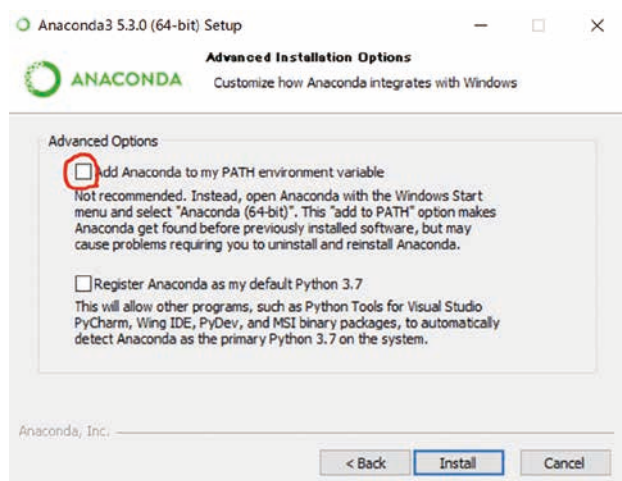 Anaconda3 5.3.0 (64-bit) Setup
Advanced Installation Options
ANACONDA
Customize how Anaconda integrates with Windows
Advanced Options
Add Anaconda to my PATH environment variable
Not recommended. Instead, open Anaconda with the Windows Start
menu and select "Anaconda (64-bit)". This "add to PATH" option makes
Anaconda get found before previously installed software, but may
cause problems requiring you to uninstall and reinstall Anaconda.
Register Anaconda as my default Python 3.7
This will allow other programs, such as Python Tools for Visual Studio
PyCharm, Wing IDE, PyDev, and MSI binary packages, to automatically
detect Anaconda as the primary Python 3.7 on the system.
Anaconda, Inc.
< Back
Install
Cancel